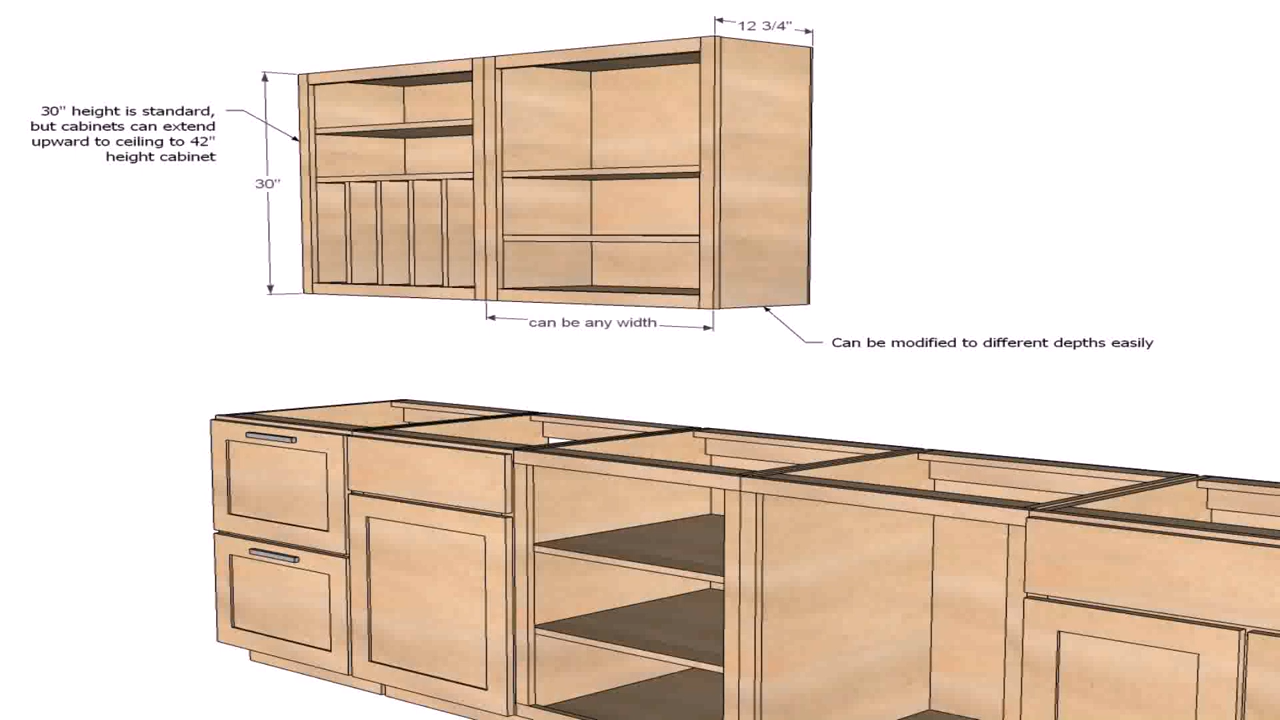 12 3/4"
30" height is standard,
but cabinets can extend
upward to ceiling to 42"
height cabinet
30"
can be any width
Can be modified to different depths easily